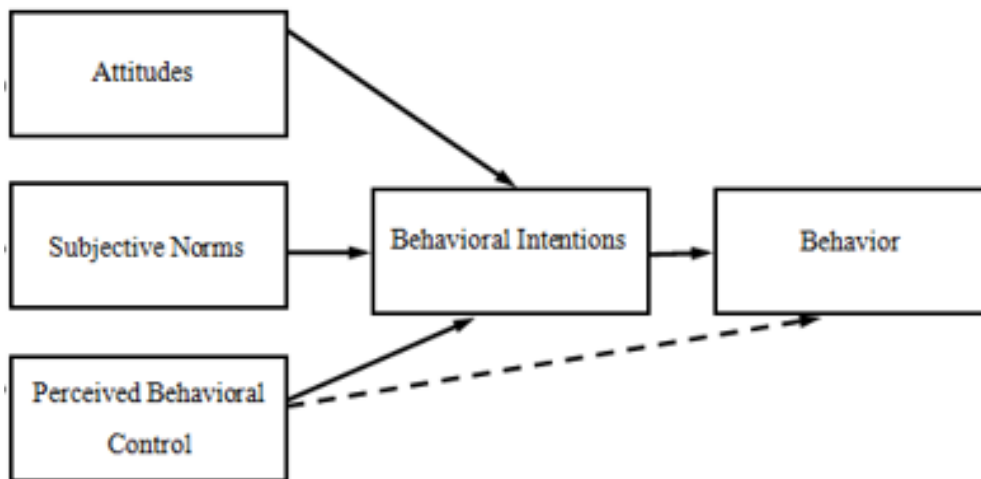 Attitudes
Subjective Norms
Behavioral Intentions
Behavior
Perceived Behavioral
Control